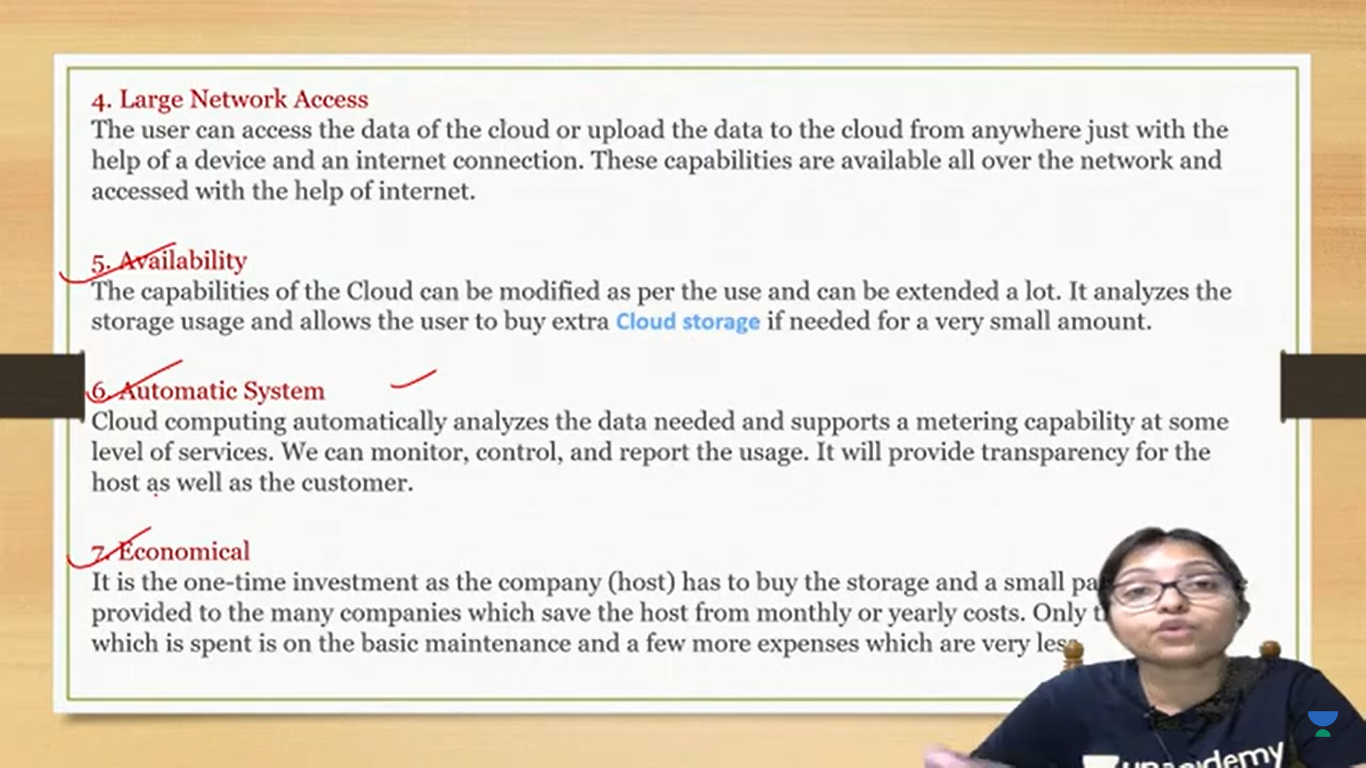 4. Large Network Access
The user can access the data of the cloud or upload the data to the cloud from anywhere just with the
help of a device and an internet connection. These capabilities are available all over the network and
accessed with the help of internet.
5. Availability
The capabilities of the Cloud can be modified as per the use and can be extended a lot. It analyzes the
storage usage and allows the user to buy extra Cloud storage if needed for a very small amount.
6. Automatic System
Cloud computing automatically analyzes the data needed and supports a metering capability at some
level of services. We can monitor, control, and report the usage. It will provide transparency for the
host as well as the customer.
7. Economical
It is the one-time investment as the company (host) has to buy the storage and a small
provided to the many companies which save the host from monthly or yearly costs. Only
which is spent is on the basic maintenance and a few more expenses which are very less